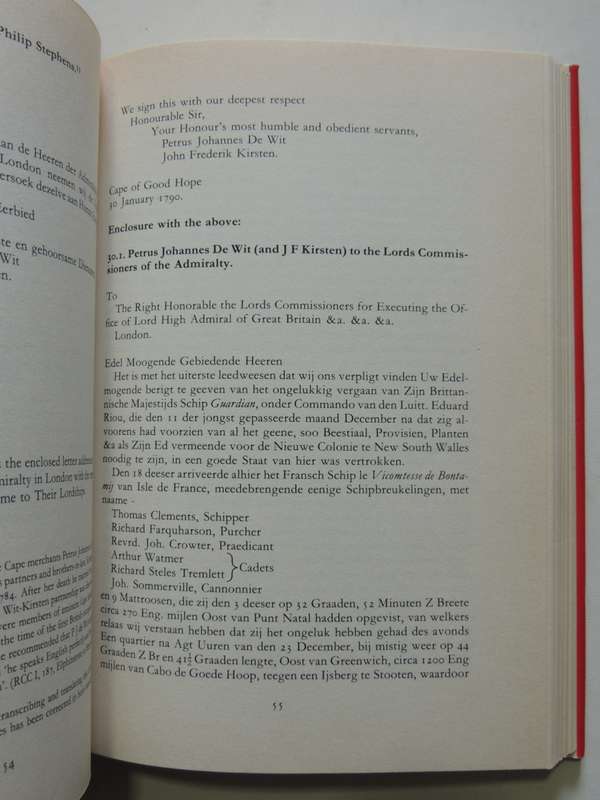 Philip Stephens,
an de Heeren der
London neemen wij de
ersoek dezelve aan
Eerbied
ste en gehoorsame
Wit
n.
the enclosed letter
miralty in London with the
me to Their Lordships
Cape merchants Petrus
partners and brothers-in-
784. After her death in
Wit-Kirsten partnership
were members of
the time of the first British
recommended that P J de
'he speaks English
'. (RCC I, 187,
transcribing and translating the
es has been corrected in
54
We sign this with our deepest respect
Honourable Sir,
Your Honour's most humble and obedient servants,
Petrus Johannes De Wit
John Frederik Kirsten.
Cape of Good Hope
30 January 1790.
Enclosure with the above:
30.1. Petrus Johannes De Wit (and J F Kirsten) to the Lords Commis-
sioners of the Admiralty.
To
The Right Honorable the Lords Commissioners for Executing the Of-
fice of Lord High Admiral of Great Britain &a. &a. &a.
London.
Edel Moogende Gebiedende Heeren
Het is met het uiterste leedweesen dat wij ons verpligt vinden Uw Edel-
mogende berigt te geeven van het ongelukkig vergaan van Zijn Brittan-
nische Majestijds Schip Guardian, onder Commando van den Luitt. Eduard
Riou, die den 11 der jongst gepasseerde maand December na dat zig al-
voorens had voorzien van al het geene, soo Beestiaal, Provisien, Planten
&a als Zijn Ed vermeende voor de Nieuwe Colonie te New South Walles
noodig te zijn, in een goede Staat van hier was vertrokken.
Den 18 deeser arriveerde alhier het Fransch Schip le Vicomtesse de Bonta-
mij van Isle de France, medebrengende eenige Schipbreukelingen, met
name -
Thomas Clements, Schipper
Richard Farquharson, Purcher
Revrd. Joh. Crowter, Praedicant
Arthur Watmer
Richard Steles Tremlett } Cadets
Joh. Sommerville, Cannonnier
en 9 Mattroosen, die zij den 3 deeser op 32 Graaden, 52 Minuten Z Breete
circa 270 Eng. mijlen Oost van Punt Natal hadden opgevist, van welkers
relaas wij verstaan hebben dat zij het ongeluk hebben gehad des avonds
Een quartier na Agt Uuren van den 23 December, bij mistig weer op 44
Graaden Z Br en 41½ Graaden lengte, Oost van Greenwich, circa 1200 Eng
mijlen van Cabo de Goede Hoop, teegen een Ijsberg te Stooten, waardoor
55